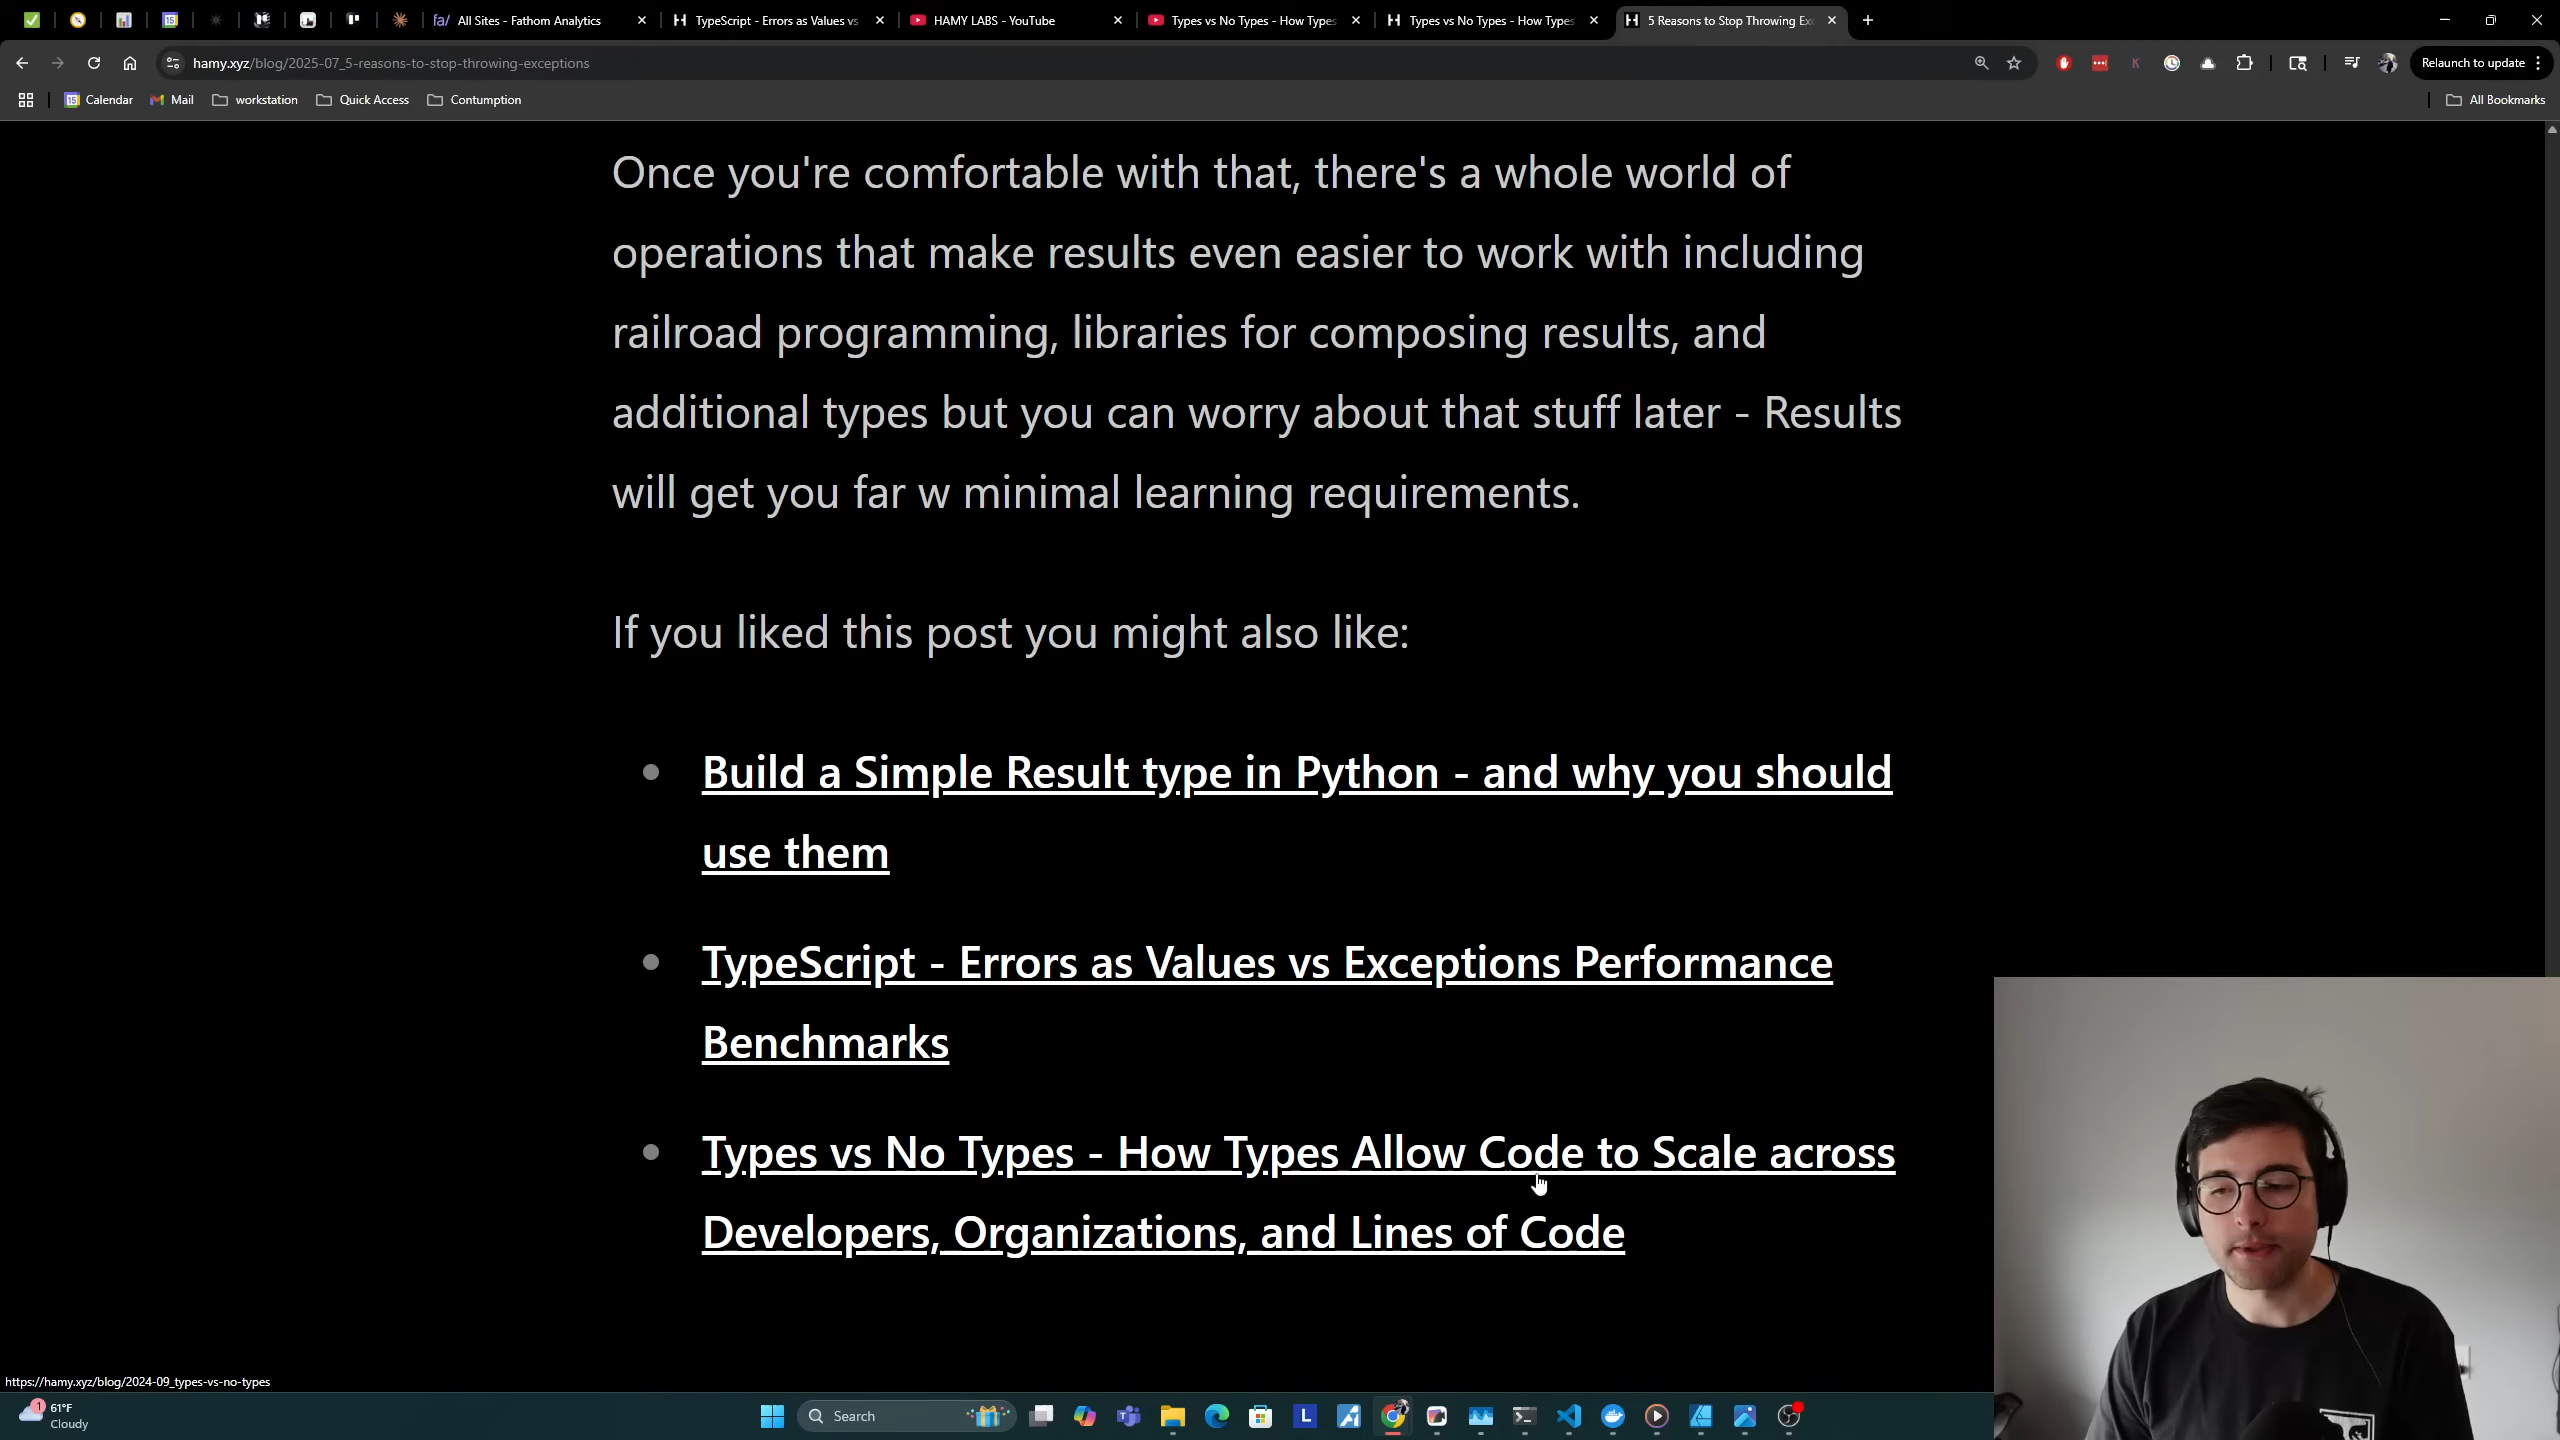 All Sites - Fathom Analytics
TypeScript - Errors as Values vs
HAMY LABS - YouTube
Types vs No Types - How Types
Types vs No Types - How Types
5 Reasons to Stop Throwing Ex
hamy.xyz/blog/2025-07_5-reasons-to-stop-throwing-exceptions
Relaunch to update
Calendar
Mail
workstation
Quick Access
Contumption
All Bookmarks
Once you're comfortable with that, there's a whole world of
operations that make results even easier to work with including
railroad programming, libraries for composing results, and
additional types but you can worry about that stuff later - Results
will get you far w minimal learning requirements.
If you liked this post you might also like:
Build a Simple Result type in Python - and why you should
use them
TypeScript - Errors as Values vs Exceptions Performance
Benchmarks
Types vs No Types - How Types Allow Code to Scale across
Developers, Organizations, and Lines of Code
https://hamy.xyz/blog/2024-09_types-vs-no-types
1
61°F
Cloudy
Search